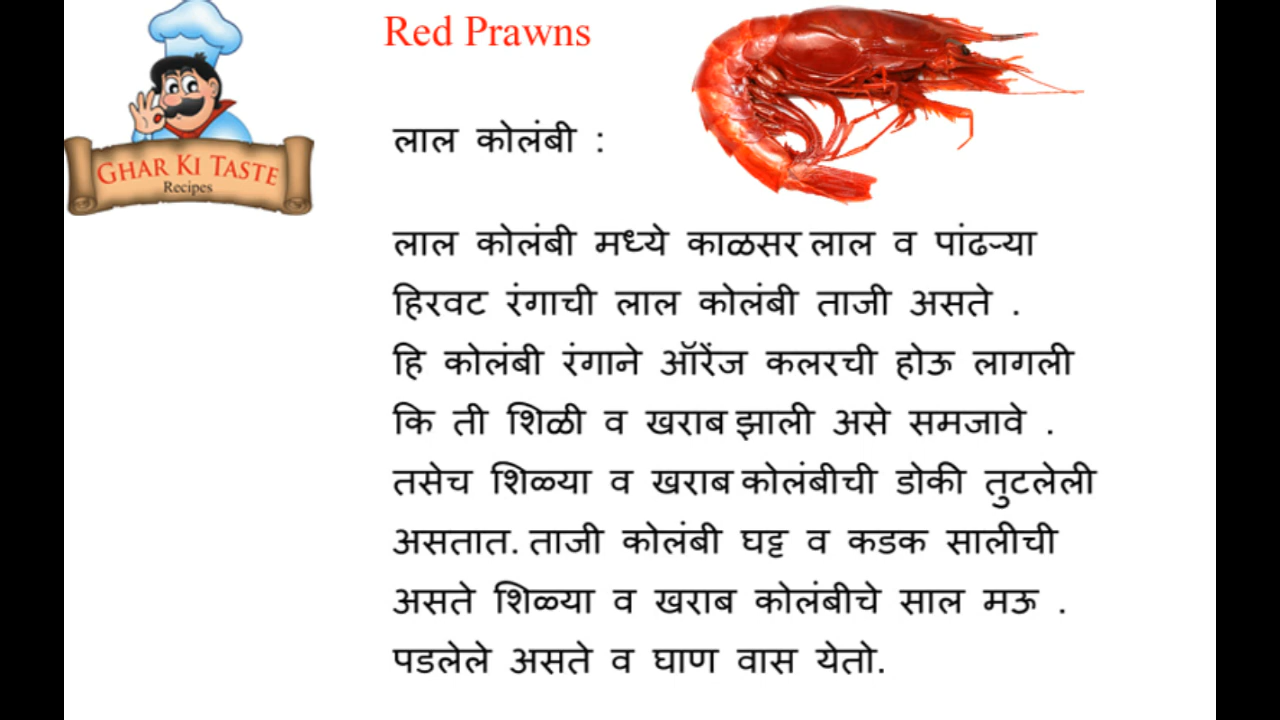 GHAR KI TASTE
Recipes
Red Prawns
लाल कोलंबी :
लाल कोलंबी मध्ये काळसर लाल व पांढऱ्या
हिरवट रंगाची लाल कोलंबी ताजी असते .
हि कोलंबी रंगाने ऑरेंज कलरची होऊ लागली
कि ती शिळी व खराब झाली असे समजावे .
तसेच शिळ्या व खराब कोलंबीची डोकी तुटलेली
असतात. ताजी कोलंबी घट्ट व कडक सालीची
असते शिळ्या व खराब कोलंबीचे साल मऊ .
पडलेले असते व घाण वास येतो.